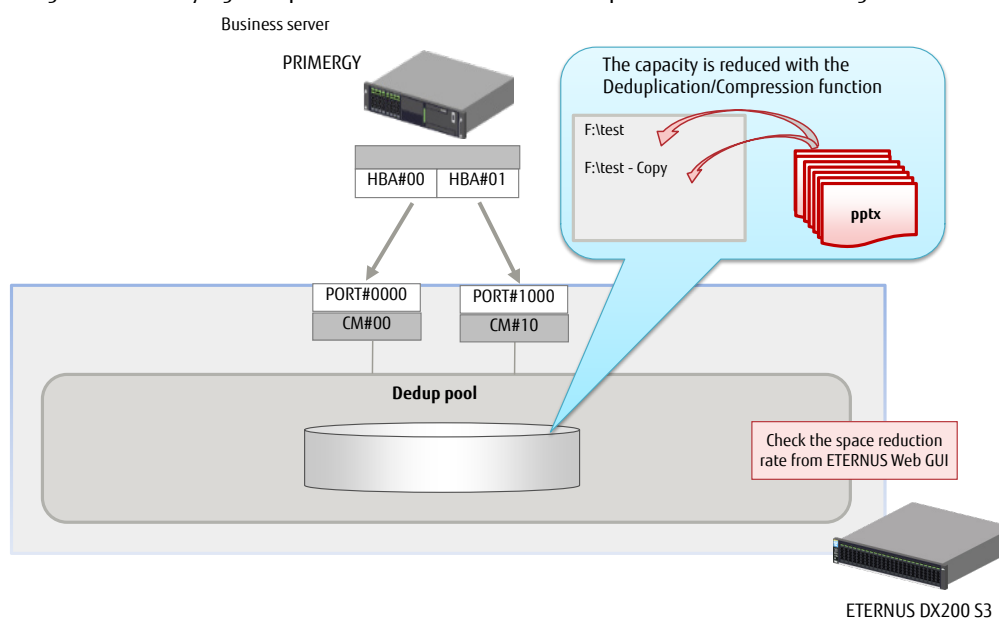 Business server
PRIMERGY
The capacity is reduced with the
Deduplication/Compression function
F:\test
F:\test - Copy
pptx
HBA#00 HBA#01
PORT#0000 PORT#1000
CM#00 CM#10
Dedup pool
Check the space reduction
rate from ETERNUS Web GUI
ETERNUS DX200 S3